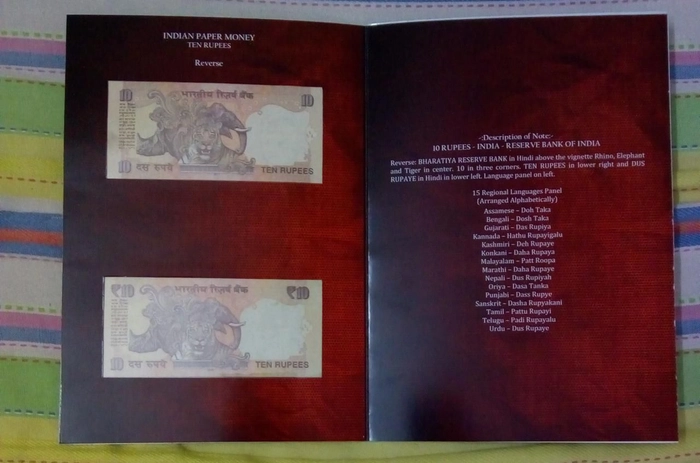 INDIAN PAPER MONEY
TEN RUPEES
Reverse
10 भारतीय रिज़र्व बैंक 10
10 दस रुपये TEN RUPEES
₹10 भारतीय रिज़र्व बैंक ₹10
10 दस रुपये TEN RUPEES
-:Description of Note:-
10 RUPEES - INDIA - RESERVE BANK OF INDIA
Reverse: BHARATIYA RESERVE BANK in Hindi above the vignette Rhino, Elephant
and Tiger in center. 10 in three corners. TEN RUPEES in lower right and DUS
RUPAYE in Hindi in lower left. Language panel on left.
15 Regional Languages Panel
(Arranged Alphabetically)
Assamese – Doh Taka
Bengali – Dosh Taka
Gujarati – Das Rupiya
Kannada – Hathu Rupayigalu
Kashmiri – Deh Rupaye
Konkani – Daha Rupaya
Malayalam – Patt Roopa
Marathi – Daha Rupaye
Nepali – Dus Rupiyah
Oriya – Dasa Tanka
Punjabi – Dass Rupye
Sanskrit – Dasha Rupyakani
Tamil – Pattu Rupayi
Telugu – Padi Rupayalu
Urdu – Dus Rupaye